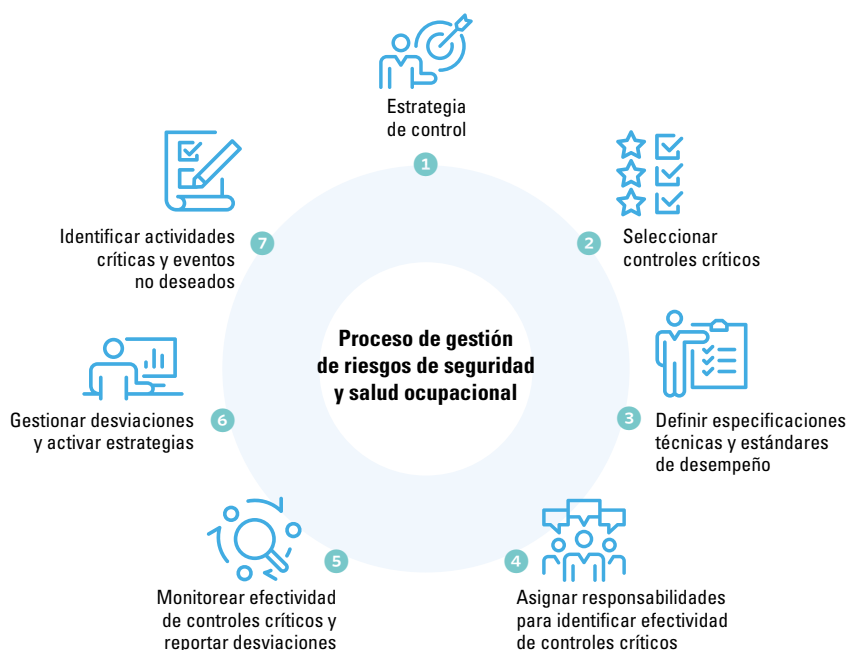 Estrategia
de control
1
2
Seleccionar
controles críticos
3
Definir especificaciones
técnicas y estándares
de desempeño
4
Asignar responsabilidades
para identificar efectividad
de controles críticos
5
Monitorear efectividad
de controles críticos y
reportar desviaciones
6
Gestionar desviaciones
y activar estrategias
7
Identificar actividades
críticas y eventos
no deseados
Proceso de gestión
de riesgos de seguridad
y salud ocupacional